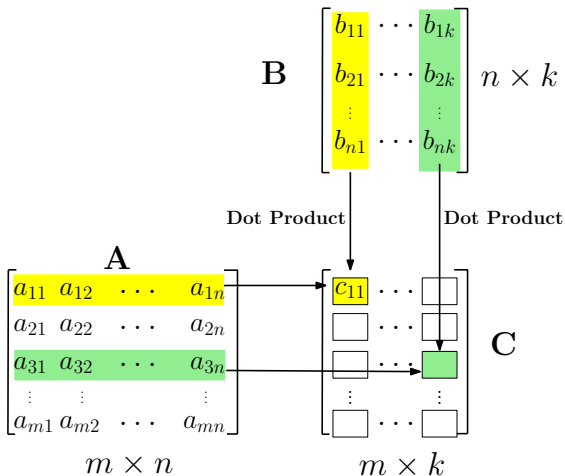 b₁₁ ⋯ b₁ₖ
B b₂₁ ⋯ b₂ₖ n × k
⋮ ⋮
bₙ₁ ⋯ bₙₖ
Dot Product Dot Product
A
a₁₁ a₁₂ ⋯ a₁ₙ c₁₁ ⋯
a₂₁ a₂₂ ⋯ a₂ₙ ⋯
C
a₃₁ a₃₂ ⋯ a₃ₙ ⋯
⋮ ⋮ ⋮ ⋮ ⋮
aₘ₁ aₘ₂ ⋯ aₘₙ ⋯
m × n m × k